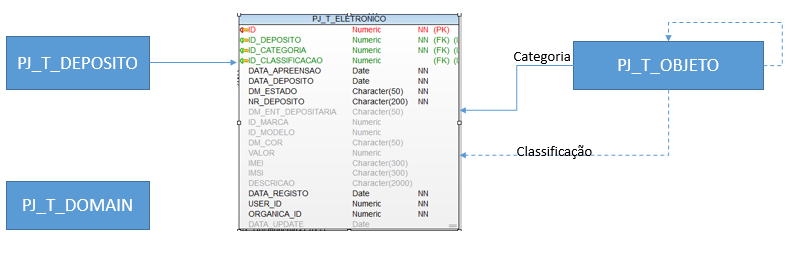 PJ_T_ELETRONICO
ID Numeric NN (PK)
ID_DEPOSITO Numeric NN (FK)
ID_CATEGORIA Numeric NN (FK)
ID_CLASSIFICACAO Numeric NN (FK)
DATA_APREENSAO Date NN
DATA_DEPOSITO Date NN
DM_ESTADO Character(50) NN
NR_DEPOSITO Character(200) NN
DM_ENT_DEPOSITARIA Character(50)
ID_MARCA Numeric
ID_MODELO Numeric
DM_COR Character(50)
VALOR Numeric
IMEI Character(300)
IMSI Character(300)
DESCRICAO Character(2000)
DATA_REGISTO Date NN
USER_ID Numeric NN
ORGANICA_ID Numeric NN
DATA_UPDATE Date
PJ_T_DEPOSITO
PJ_T_DOMAIN
Categoria
PJ_T_OBJETO
Classificação